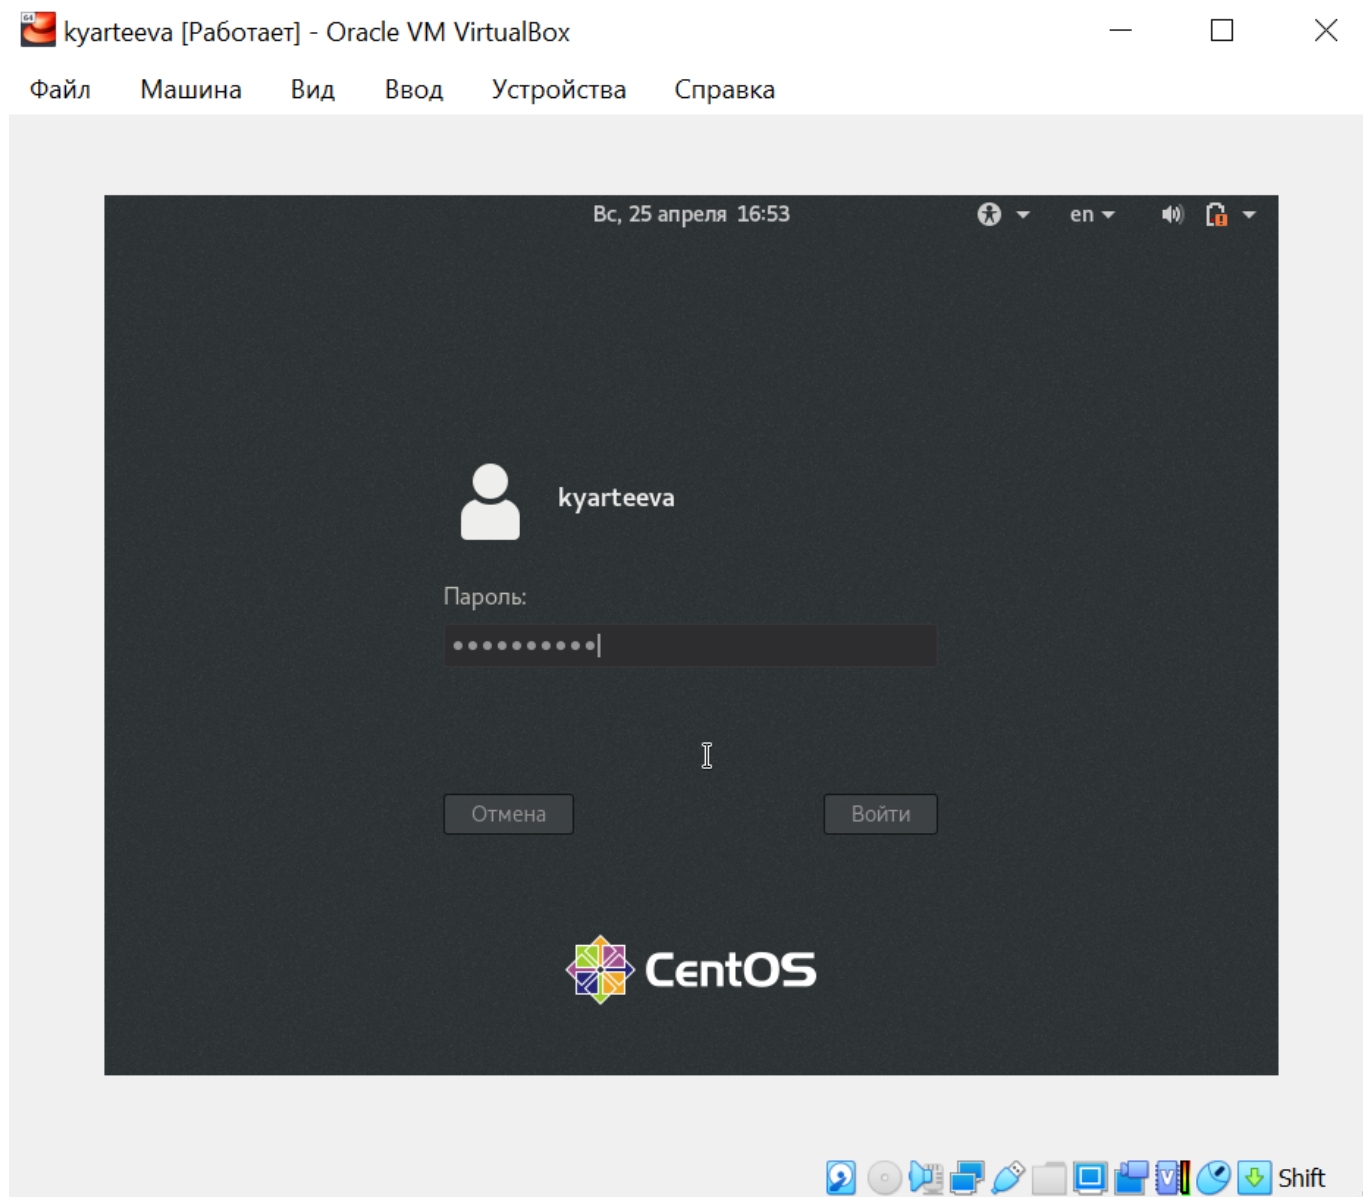 kyarteeva [Работает] - Oracle VM VirtualBox
Файл Машина Вид Ввод Устройства Справка
Вс, 25 апреля 16:53 en
kyarteeva
Пароль:
Отмена Войти
CentOS
Shift